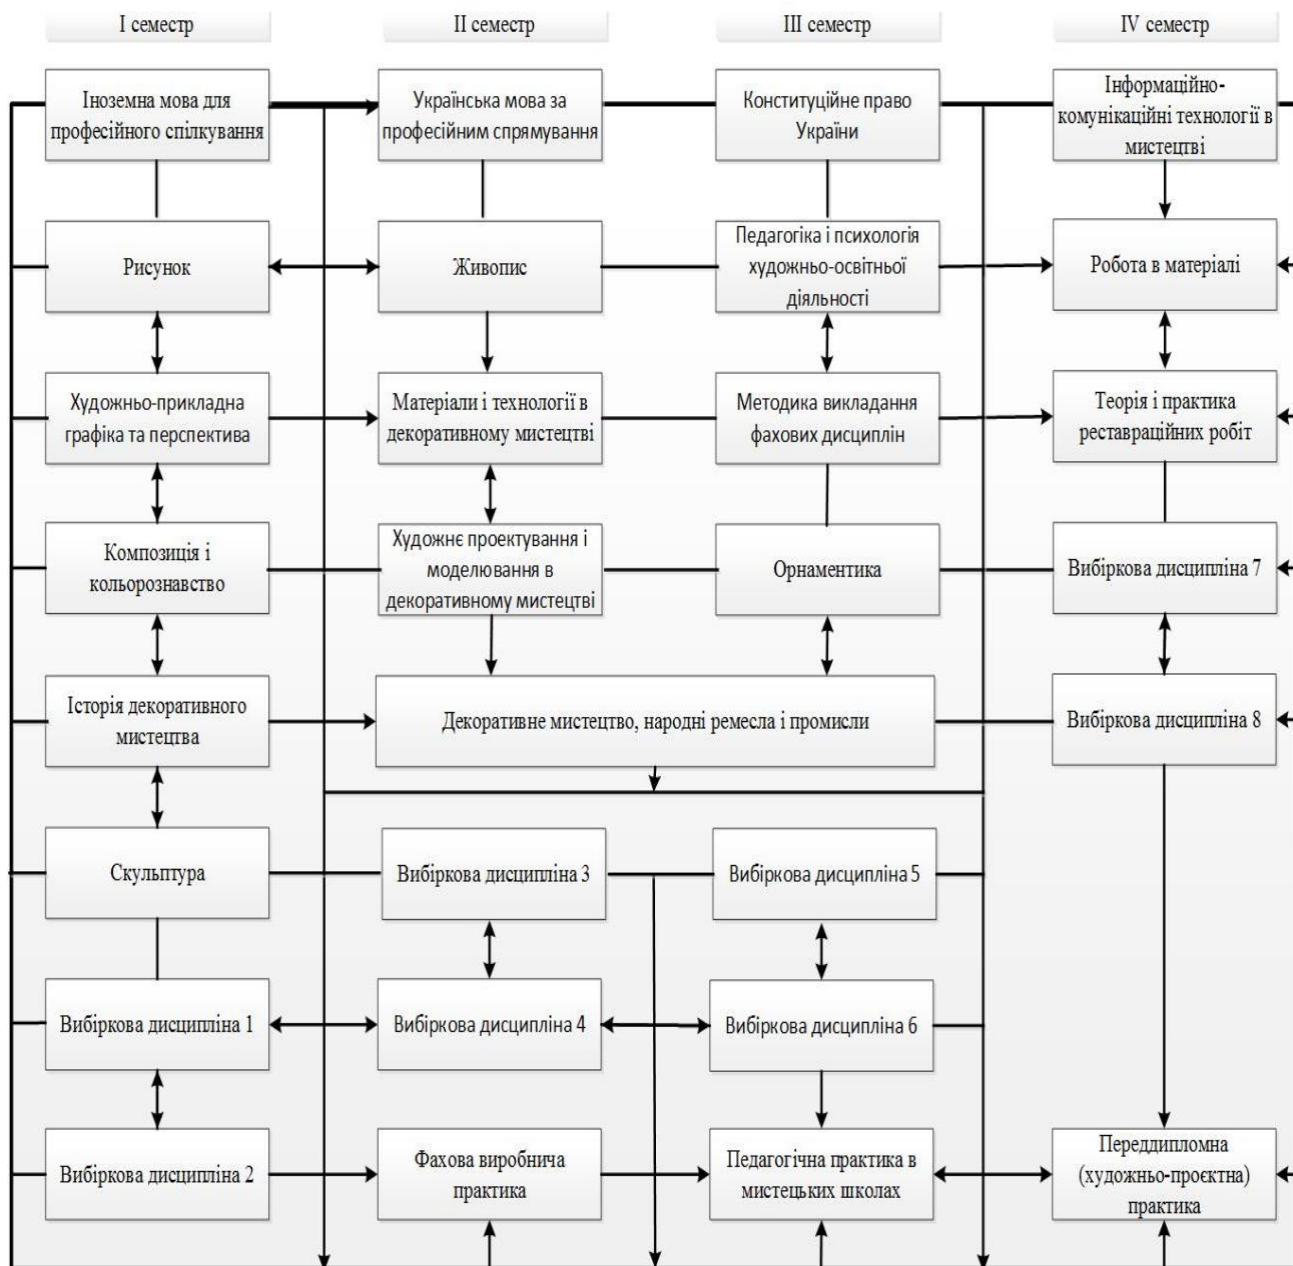 I семестр
II семестр
III семестр
IV семестр
Іноземна мова для
професійного спілкування
Українська мова за
професійним спрямування
Конституційне право
України
Інформаційно-
комунікаційні технології в
мистецтві
Рисунок
Живопис
Педагогіка і психологія
художньо-освітньої
діяльності
Робота в матеріалі
Художньо-прикладна
графіка та перспектива
Матеріали і технології в
декоративному мистецтві
Методика викладання
фахових дисциплін
Теорія і практика
реставраційних робіт
Композиція і
кольорознавство
Художнє проектування і
моделювання в
декоративному мистецтві
Орнаментика
Вибіркова дисципліна 7
Історія декоративного
мистецтва
Декоративне мистецтво, народні ремесла і промисли
Вибіркова дисципліна 8
Скульптура
Вибіркова дисципліна 3
Вибіркова дисципліна 5
Вибіркова дисципліна 1
Вибіркова дисципліна 4
Вибіркова дисципліна 6
Вибіркова дисципліна 2
Фахова виробнича
практика
Педагогічна практика в
мистецьких школах
Переддипломна
(художньо-проєктна)
практика